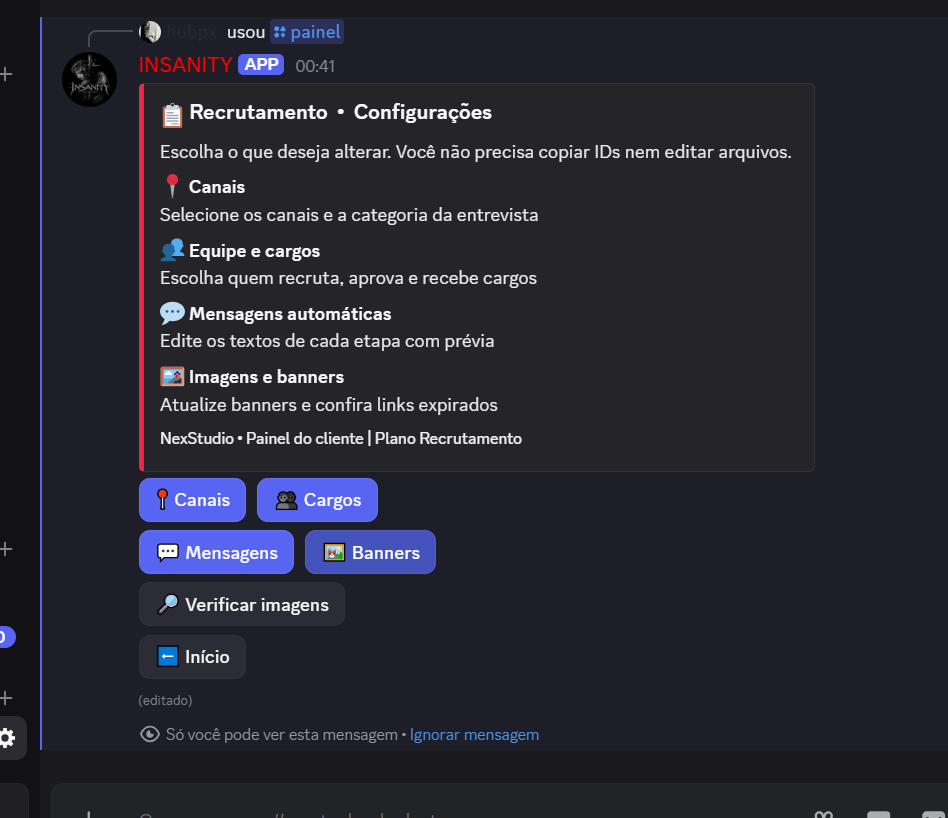 hubpx usou painel
INSANITY APP 00:41
Recrutamento • Configurações
Escolha o que deseja alterar. Você não precisa copiar IDs nem editar arquivos.
Canais
Selecione os canais e a categoria da entrevista
Equipe e cargos
Escolha quem recruta, aprova e recebe cargos
Mensagens automáticas
Edite os textos de cada etapa com prévia
Imagens e banners
Atualize banners e confira links expirados
NexStudio • Painel do cliente | Plano Recrutamento
Canais
Cargos
Mensagens
Banners
Verificar imagens
Início
(editado)
Só você pode ver esta mensagem • Ignorar mensagem